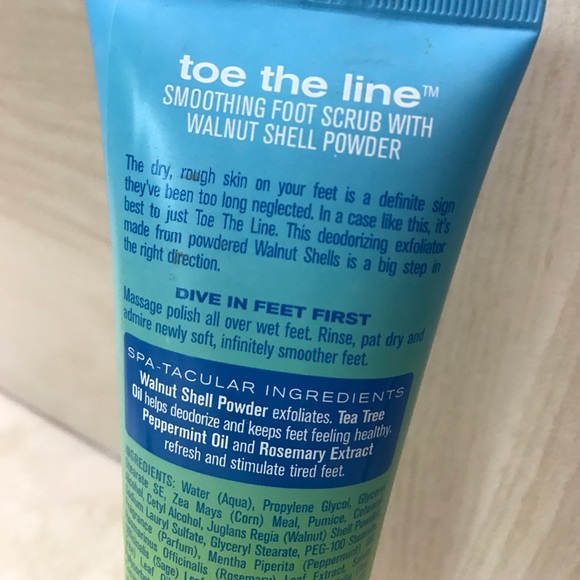 toe the line™
SMOOTHING FOOT SCRUB WITH
WALNUT SHELL POWDER
The dry, rough skin on your feet is a definite sign
they've been too long neglected. In a case like this, it's
best to just Toe The Line. This deodorizing exfoliator
made from powdered Walnut Shells is a big step in
the right direction.
DIVE IN FEET FIRST
Massage polish all over wet feet. Rinse, pat dry and
admire newly soft, infinitely smoother feet.
SPA-TACULAR INGREDIENTS
Walnut Shell Powder exfoliates. Tea Tree
Oil helps deodorize and keeps feet feeling healthy.
Peppermint Oil and Rosemary Extract
refresh and stimulate tired feet.
INGREDIENTS: Water (Aqua), Propylene Glycol,
SE, Zea Mays (Corn) Meal, Pumice,
Cetyl Alcohol, Juglans Regia (Walnut) Shell
Lauryl Sulfate, Glyceryl Stearate, PEG-100
(Parfum), Mentha Piperita (Peppermint)
Officinalis (Rosemary) Leaf Extract,
(Sage) Leaf